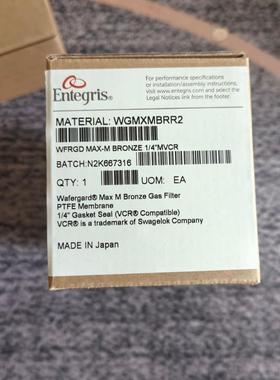 Entegris®
For performance specifications
or installation/assembly instructions,
visit www.entegris.com and select the
Legal Notices link from the footer.
MATERIAL: WGMXMBRR2
WFRGD MAX-M BRONZE 1/4"MVCR
BATCH:N2K667316
QTY: 1 UOM: EA
Wafergard® Max M Bronze Gas Filter
PTFE Membrane
1/4" Gasket Seal (VCR® Compatible)
VCR® is a trademark of Swagelok Company
MADE IN Japan